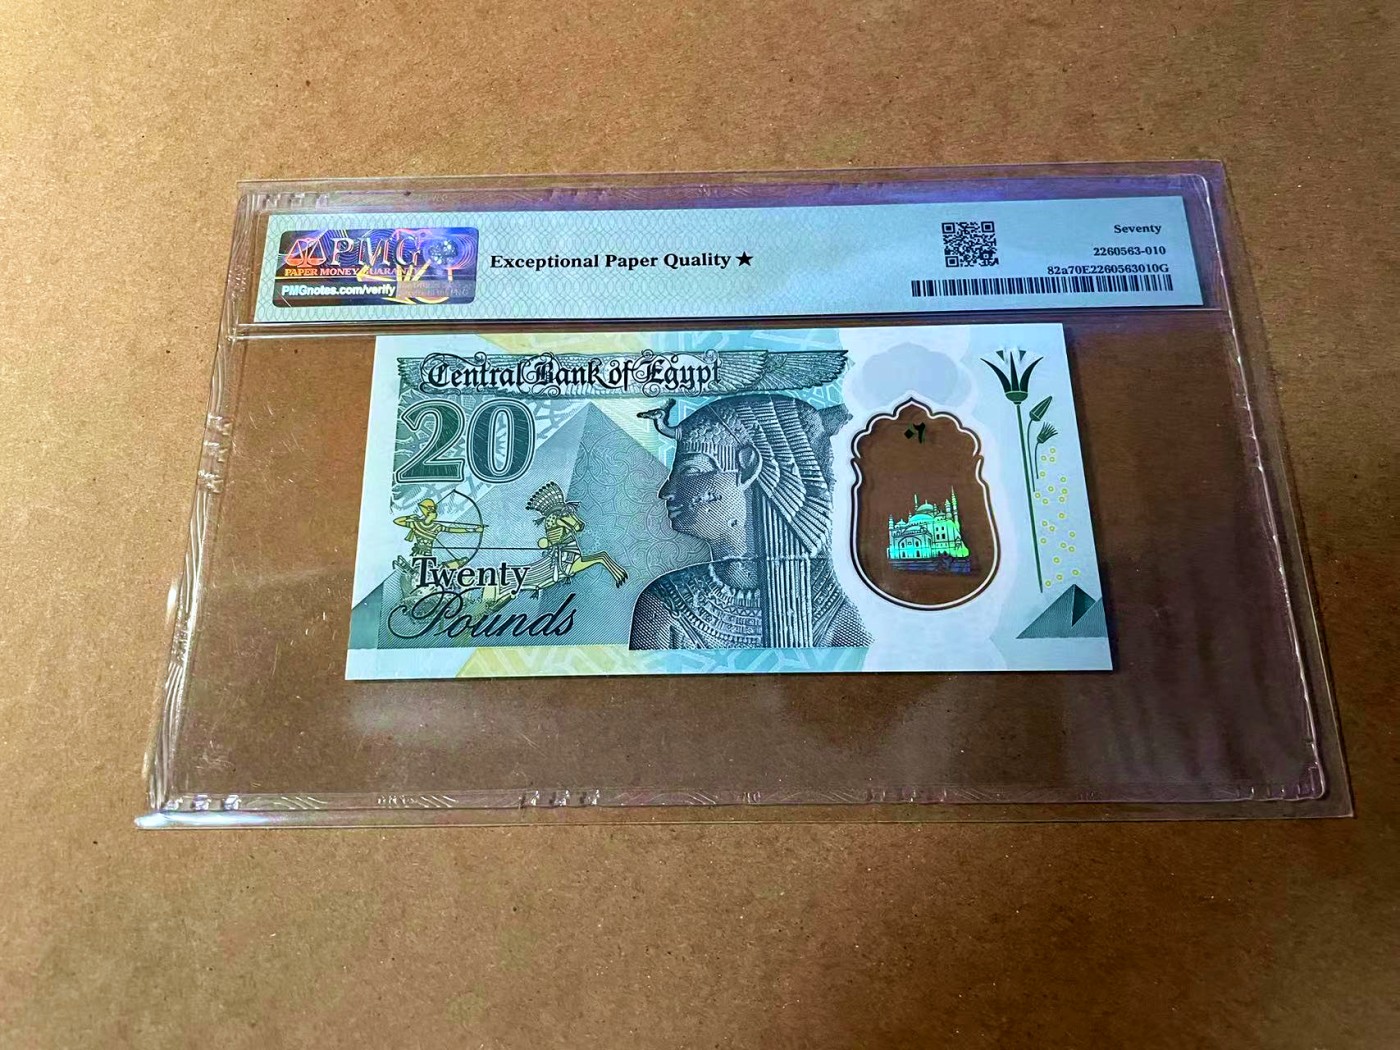 PMG
PAPER MONEY GUARANTY
PMGnotes.com/verify
Exceptional Paper Quality ★
Seventy
2260563-010
82a70E2260563010G
Central Bank of Egypt
20
Twenty
Pounds